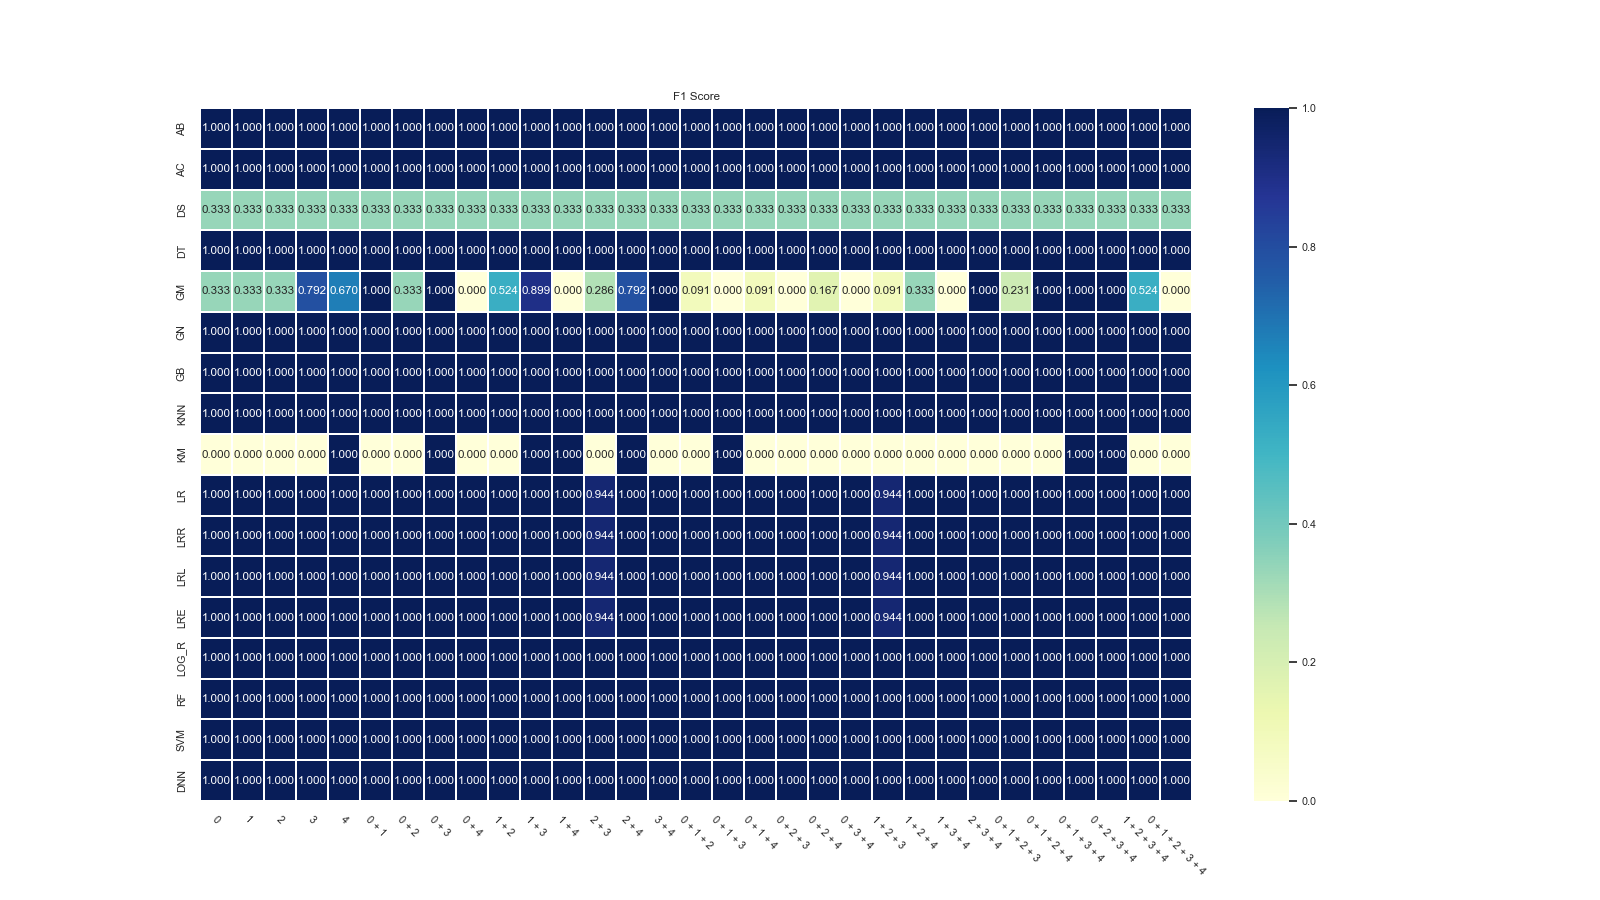 F1 Score
AB 1.000 1.000 1.000 1.000 1.000 1.000 1.000 1.000 1.000 1.000 1.000 1.000 1.000 1.000 1.000 1.000 1.000 1.000 1.000 1.000 1.000 1.000 1.000 1.000 1.000 1.000 1.000 1.000 1.000 1.000 1.000 1.0
AC 1.000 1.000 1.000 1.000 1.000 1.000 1.000 1.000 1.000 1.000 1.000 1.000 1.000 1.000 1.000 1.000 1.000 1.000 1.000 1.000 1.000 1.000 1.000 1.000 1.000 1.000 1.000 1.000 1.000 1.000 1.000
DS 0.333 0.333 0.333 0.333 0.333 0.333 0.333 0.333 0.333 0.333 0.333 0.333 0.333 0.333 0.333 0.333 0.333 0.333 0.333 0.333 0.333 0.333 0.333 0.333 0.333 0.333 0.333 0.333 0.333 0.333 0.333
DT 1.000 1.000 1.000 1.000 1.000 1.000 1.000 1.000 1.000 1.000 1.000 1.000 1.000 1.000 1.000 1.000 1.000 1.000 1.000 1.000 1.000 1.000 1.000 1.000 1.000 1.000 1.000 1.000 1.000 1.000 1.000 0.8
GM 0.333 0.333 0.333 0.792 0.670 1.000 0.333 1.000 0.000 0.524 0.899 0.000 0.286 0.792 1.000 0.091 0.000 0.091 0.000 0.167 0.000 0.091 0.333 0.000 1.000 0.231 1.000 1.000 1.000 0.524 0.000
GN 1.000 1.000 1.000 1.000 1.000 1.000 1.000 1.000 1.000 1.000 1.000 1.000 1.000 1.000 1.000 1.000 1.000 1.000 1.000 1.000 1.000 1.000 1.000 1.000 1.000 1.000 1.000 1.000 1.000 1.000 1.000
GB 1.000 1.000 1.000 1.000 1.000 1.000 1.000 1.000 1.000 1.000 1.000 1.000 1.000 1.000 1.000 1.000 1.000 1.000 1.000 1.000 1.000 1.000 1.000 1.000 1.000 1.000 1.000 1.000 1.000 1.000 1.000 0.6
KNN 1.000 1.000 1.000 1.000 1.000 1.000 1.000 1.000 1.000 1.000 1.000 1.000 1.000 1.000 1.000 1.000 1.000 1.000 1.000 1.000 1.000 1.000 1.000 1.000 1.000 1.000 1.000 1.000 1.000 1.000 1.000
KM 0.000 0.000 0.000 0.000 1.000 0.000 0.000 1.000 0.000 0.000 1.000 1.000 0.000 1.000 0.000 0.000 1.000 0.000 0.000 0.000 0.000 0.000 0.000 0.000 0.000 0.000 0.000 1.000 1.000 0.000 0.000
LR 1.000 1.000 1.000 1.000 1.000 1.000 1.000 1.000 1.000 1.000 1.000 1.000 0.944 1.000 1.000 1.000 1.000 1.000 1.000 1.000 1.000 0.944 1.000 1.000 1.000 1.000 1.000 1.000 1.000 1.000 1.000
LRR 1.000 1.000 1.000 1.000 1.000 1.000 1.000 1.000 1.000 1.000 1.000 1.000 0.944 1.000 1.000 1.000 1.000 1.000 1.000 1.000 1.000 0.944 1.000 1.000 1.000 1.000 1.000 1.000 1.000 1.000 1.000 0.4
LRL 1.000 1.000 1.000 1.000 1.000 1.000 1.000 1.000 1.000 1.000 1.000 1.000 0.944 1.000 1.000 1.000 1.000 1.000 1.000 1.000 1.000 0.944 1.000 1.000 1.000 1.000 1.000 1.000 1.000 1.000 1.000
LRE 1.000 1.000 1.000 1.000 1.000 1.000 1.000 1.000 1.000 1.000 1.000 1.000 0.944 1.000 1.000 1.000 1.000 1.000 1.000 1.000 1.000 0.944 1.000 1.000 1.000 1.000 1.000 1.000 1.000 1.000 1.000
LOG_R 1.000 1.000 1.000 1.000 1.000 1.000 1.000 1.000 1.000 1.000 1.000 1.000 1.000 1.000 1.000 1.000 1.000 1.000 1.000 1.000 1.000 1.000 1.000 1.000 1.000 1.000 1.000 1.000 1.000 1.000 1.000 0.2
RF 1.000 1.000 1.000 1.000 1.000 1.000 1.000 1.000 1.000 1.000 1.000 1.000 1.000 1.000 1.000 1.000 1.000 1.000 1.000 1.000 1.000 1.000 1.000 1.000 1.000 1.000 1.000 1.000 1.000 1.000 1.000
SVM 1.000 1.000 1.000 1.000 1.000 1.000 1.000 1.000 1.000 1.000 1.000 1.000 1.000 1.000 1.000 1.000 1.000 1.000 1.000 1.000 1.000 1.000 1.000 1.000 1.000 1.000 1.000 1.000 1.000 1.000 1.000
DNN 1.000 1.000 1.000 1.000 1.000 1.000 1.000 1.000 1.000 1.000 1.000 1.000 1.000 1.000 1.000 1.000 1.000 1.000 1.000 1.000 1.000 1.000 1.000 1.000 1.000 1.000 1.000 1.000 1.000 1.000 1.000 0.0
0
1
2
3
4
0 + 1
0 + 2
0 + 3
0 + 4
1 + 2
1 + 3
1 + 4
2 + 3
2 + 4
3 + 4
0 + 1 + 2
0 + 1 + 3
0 + 1 + 4
0 + 2 + 3
0 + 2 + 4
0 + 3 + 4
1 + 2 + 3
1 + 2 + 4
1 + 3 + 4
2 + 3 + 4
0 + 1 + 2 + 3
0 + 1 + 2 + 4
0 + 1 + 3 + 4
0 + 2 + 3 + 4
1 + 2 + 3 + 4
0 + 1 + 2 + 3 + 4